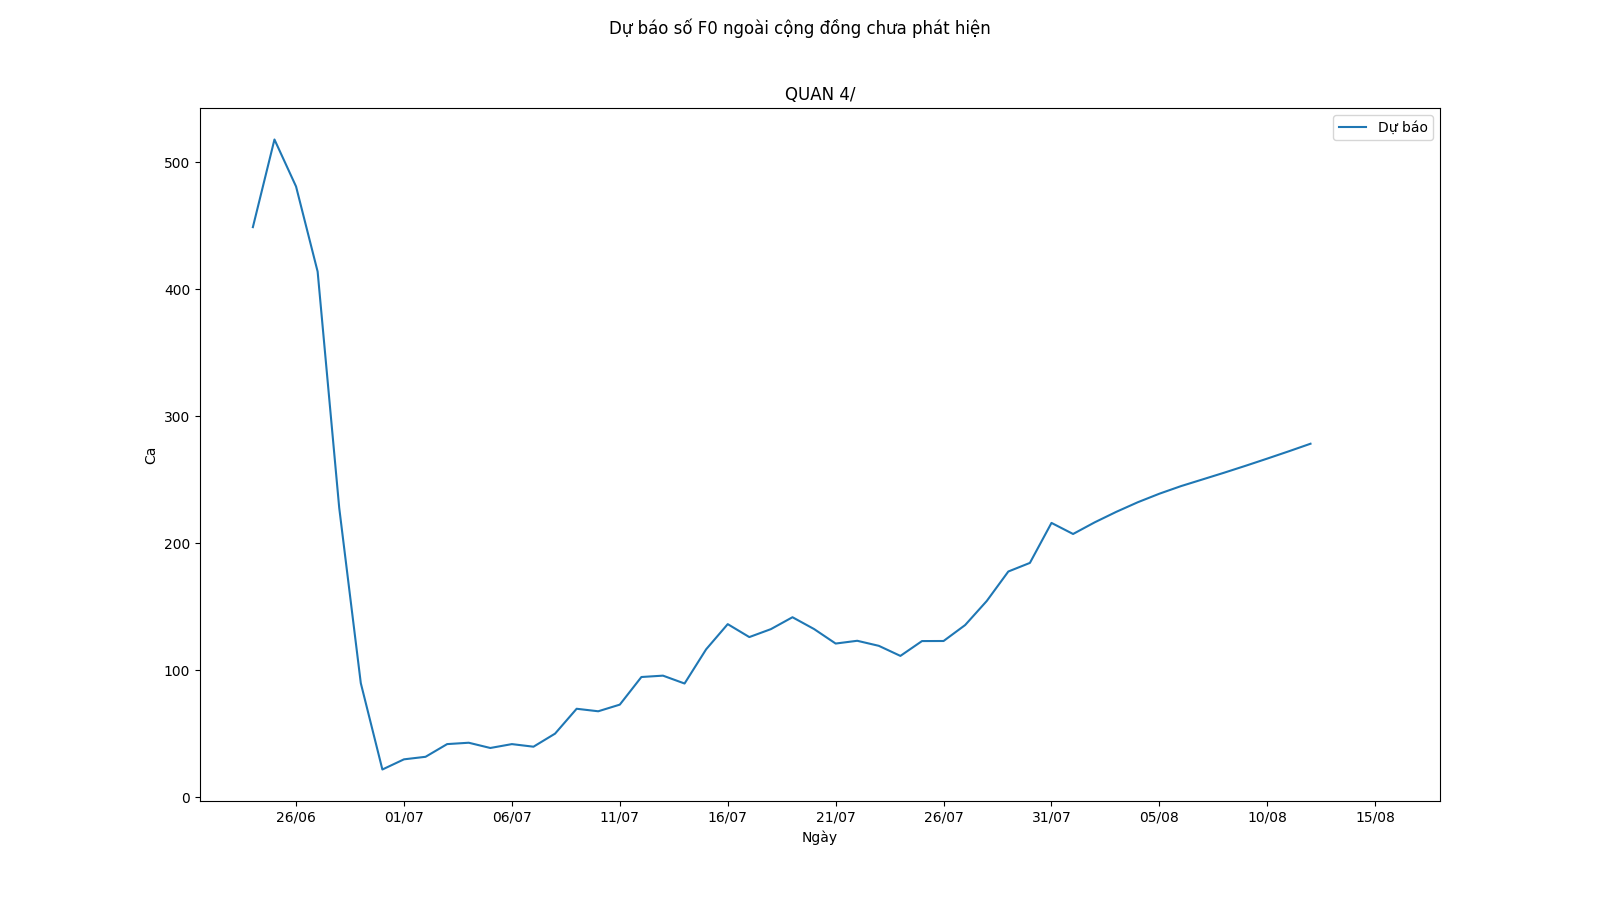 Dự báo số F0 ngoài cộng đồng chưa phát hiện
QUAN 4/
Dự báo
500
400
300
200
100
0
Ca
26/06 01/07 06/07 11/07 16/07 21/07 26/07 31/07 05/08 10/08 15/08
Ngày